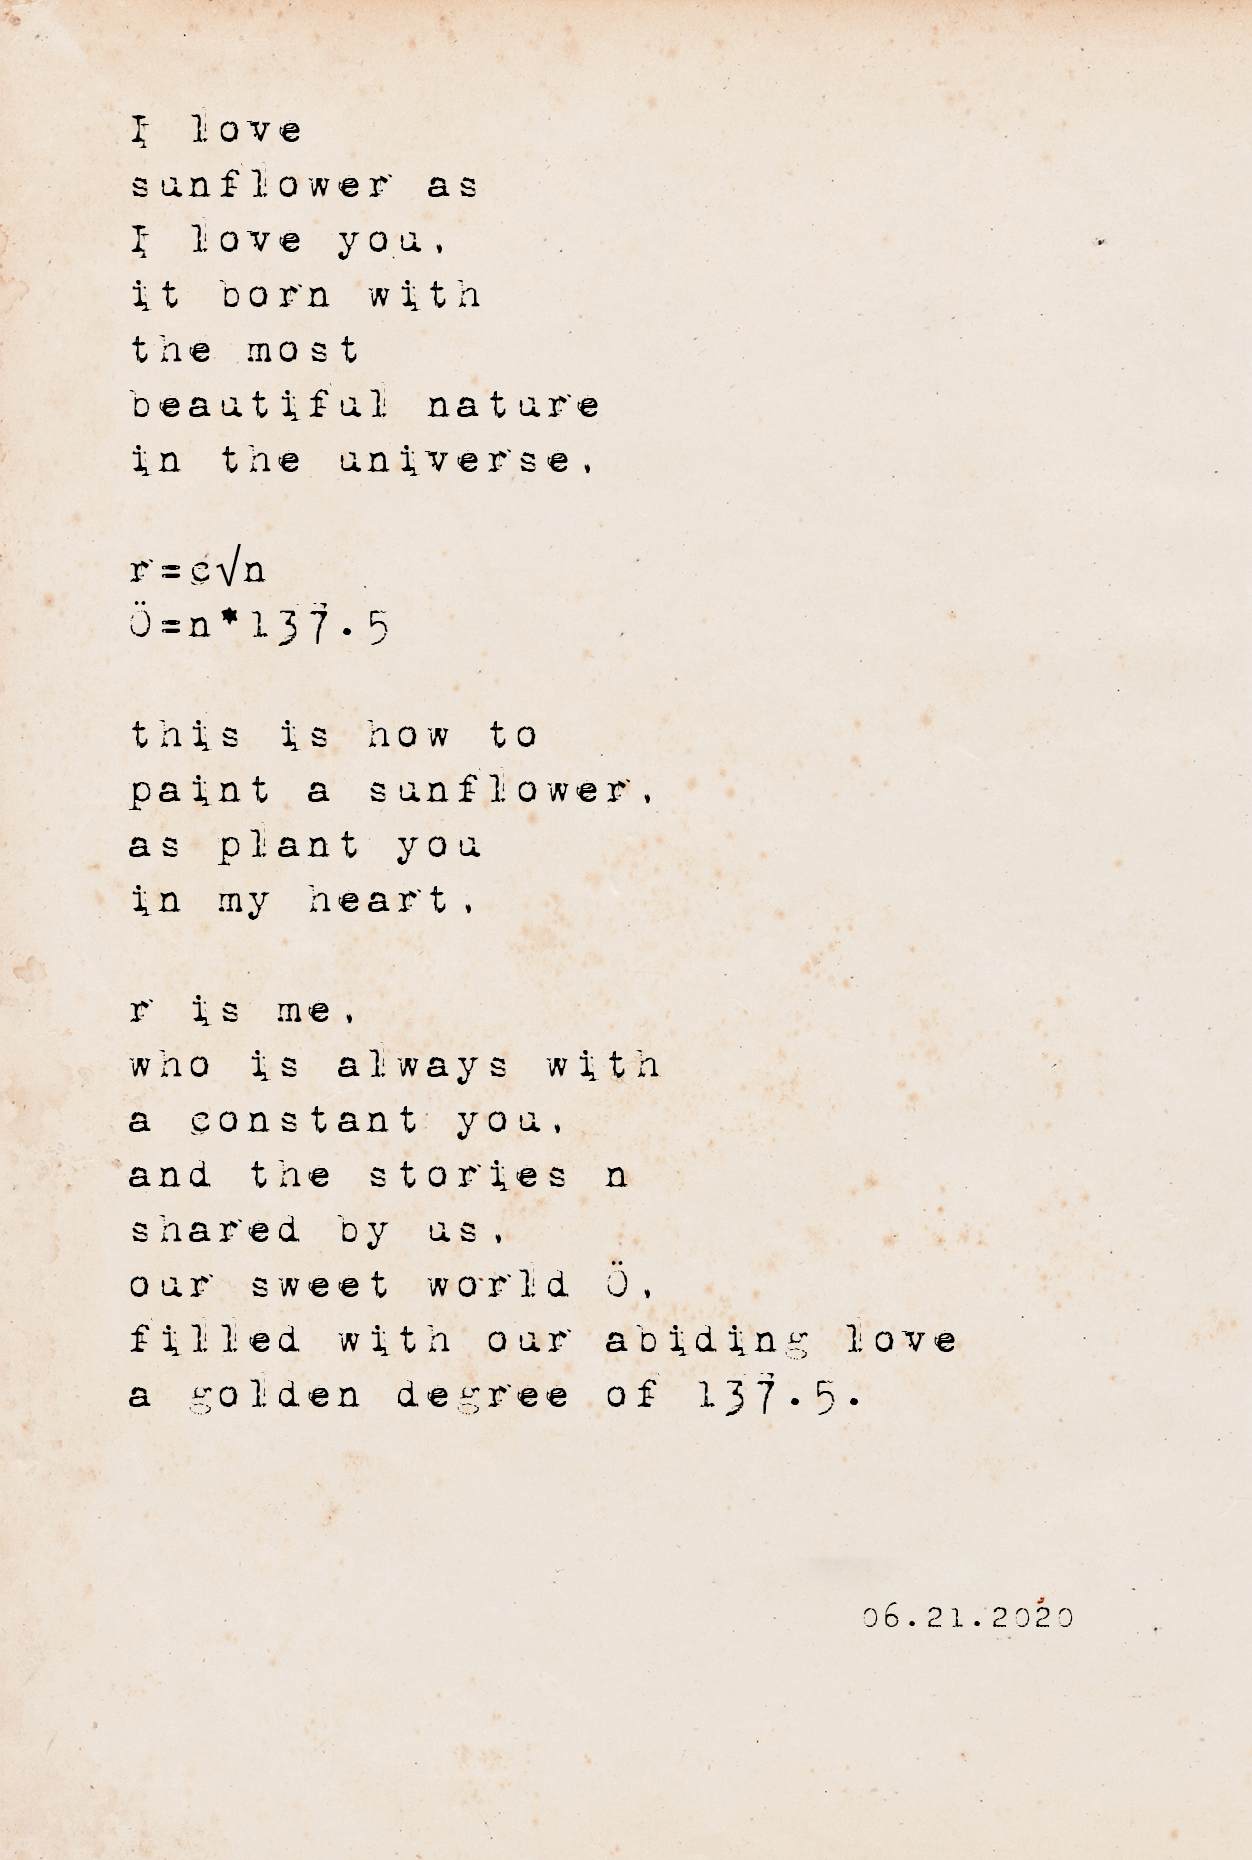 I love
sunflower as
I love you,
it born with
the most
beautiful nature
in the universe,
r=c√n
Ö=n*137.5
this is how to
paint a sunflower,
as plant you
in my heart,
r is me,
who is always with
a constant you,
and the stories n
shared by us,
our sweet world Ö,
filled with our abiding love
a golden degree of 137.5.
06.21.2020